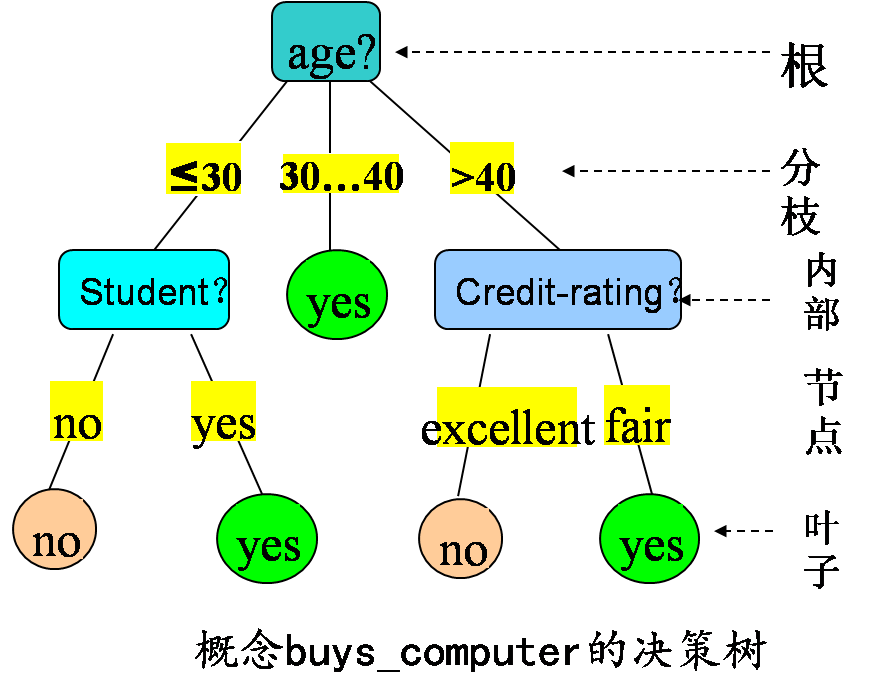 age?
根
≤30
30…40
>40
分
枝
Student?
yes
Credit-rating?
内
部
节
点
no
yes
excellent
fair
no
yes
no
yes
叶
子
概念buys_computer的决策树